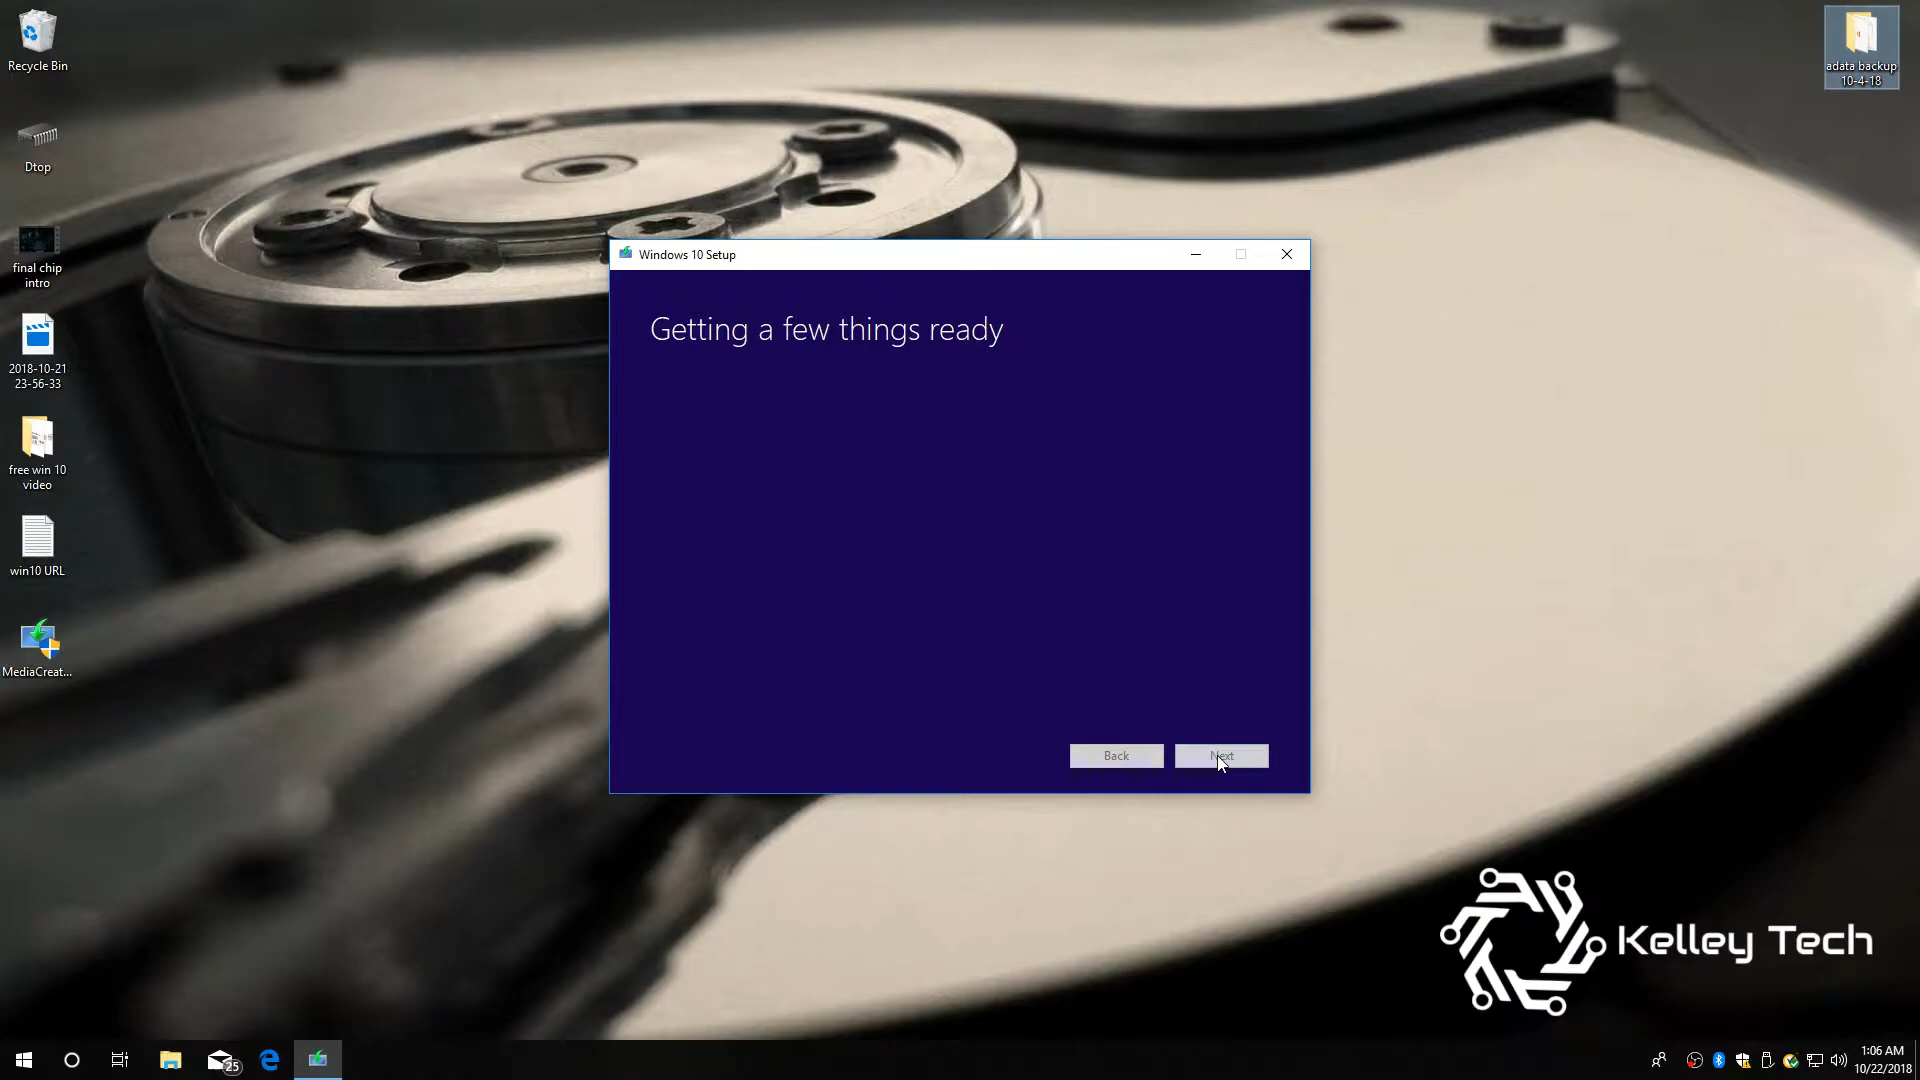 Recycle Bin
Dtop
final chip
intro
2018-10-21
23-56-33
free win 10
video
win10 URL
MediaCreat...
adata backup
10-4-18
Windows 10 Setup
Getting a few things ready
Back
Next
Kelley Tech
25
1:06 AM
10/22/2018